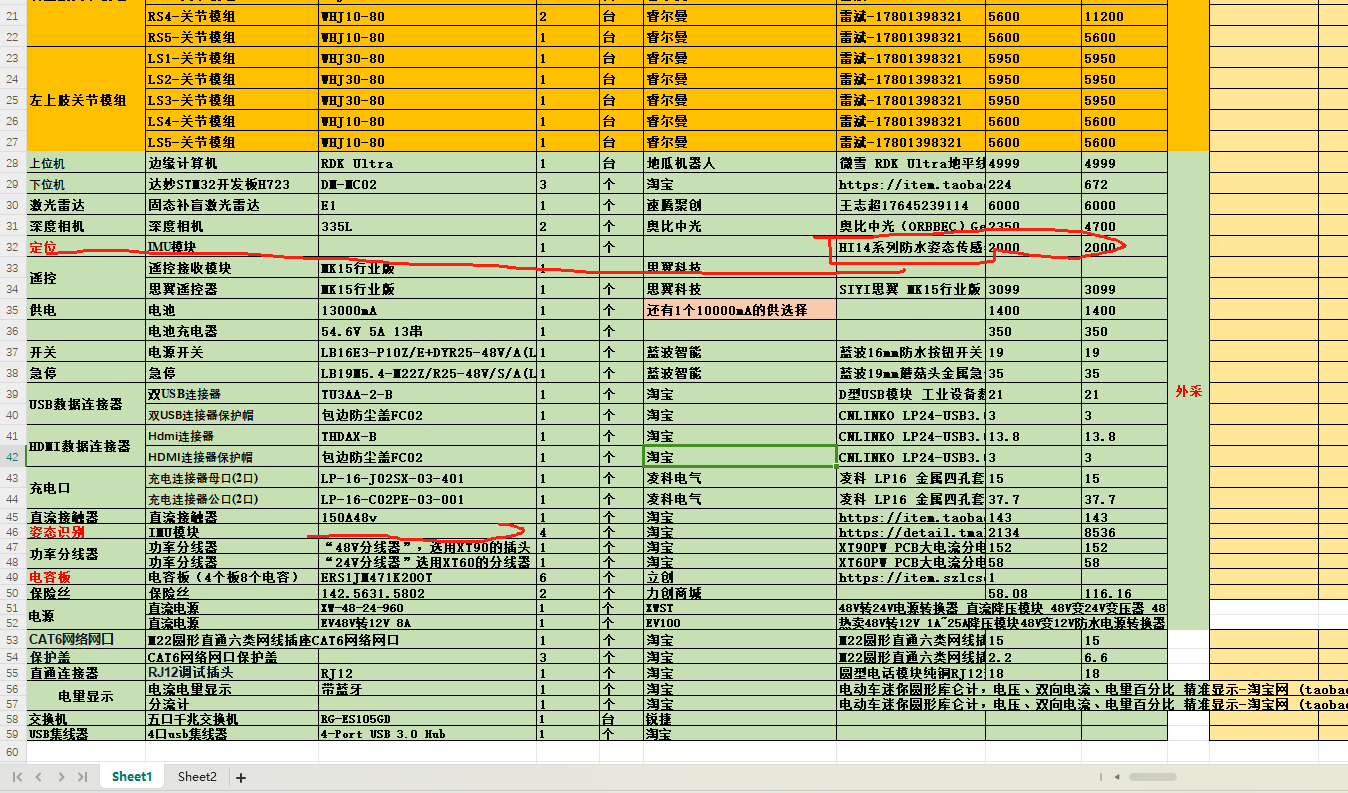 21 RS4-关节模组 WHJ10-80 2 台 睿尔曼 雷斌-17801398321 5600 11200
22 RS5-关节模组 WHJ10-80 1 台 睿尔曼 雷斌-17801398321 5600 5600
23 LS1-关节模组 WHJ30-80 1 台 睿尔曼 雷斌-17801398321 5950 5950
24 LS2-关节模组 WHJ30-80 1 台 睿尔曼 雷斌-17801398321 5950 5950
25 左上肢关节模组 LS3-关节模组 WHJ30-80 1 台 睿尔曼 雷斌-17801398321 5950 5950
26 LS4-关节模组 WHJ10-80 1 台 睿尔曼 雷斌-17801398321 5600 5600
27 LS5-关节模组 WHJ10-80 1 台 睿尔曼 雷斌-17801398321 5600 5600
28 上位机 边缘计算机 RDK Ultra 1 台 地瓜机器人 微雪 RDK Ultra地平线 4999 4999
29 下位机 达妙STM32开发板H723 DM-MC02 3 个 淘宝 https://item.taoba 224 672
30 激光雷达 固态补盲激光雷达 E1 1 个 速腾聚创 王志超17645239114 6000 6000
31 深度相机 深度相机 335L 2 个 奥比中光 奥比中光（ORBBEC）Ge 2350 4700
32 定位 IMU模块 1 个 HI14系列防水姿态传感 2000 2000
33 遥控 遥控接收模块 MK15行业版 1 思翼科技
34 思翼遥控器 MK15行业版 1 个 思翼科技 SIYI思翼 MK15行业版 3099 3099
35 供电 电池 13000mA 1 个 还有1个10000mA的供选择 1400 1400
36 电池充电器 54.6V 5A 13串 1 个 350 350
37 开关 电源开关 LB16E3-P10Z/E+DYR25-48V/A(L 1 个 蓝波智能 蓝波16mm防水按钮开关 19 19
38 急停 急停 LB19M5.4-M22Z/R25-48V/S/A(L 1 个 蓝波智能 蓝波19mm蘑菇头金属急 35 35
39 USB数据连接器 双USB连接器 TU3AA-2-B 1 个 淘宝 D型USB模块 工业设备数 21 21 外采
40 双USB连接器保护帽 包边防尘盖FC02 1 个 淘宝 CNLINKO LP24-USB3. 3 3
41 HDMI数据连接器 Hdmi连接器 THDAX-B 1 个 淘宝 CNLINKO LP24-USB3. 13.8 13.8
42 HDMI连接器保护帽 包边防尘盖FC02 1 个 淘宝 CNLINKO LP24-USB3. 3 3
43 充电口 充电连接器母口(2口) LP-16-J02SX-03-401 1 个 凌科电气 凌科 LP16 金属四孔套 15 15
44 充电连接器公口(2口) LP-16-C02PE-03-001 1 个 凌科电气 凌科 LP16 金属四孔套 37.7 37.7
45 直流接触器 直流接触器 150A48v 1 个 淘宝 https://item.taoba 143 143
46 姿态识别 IMU模块 4 个 淘宝 https://detail.tma 2134 8536
47 功率分线器 功率分线器 “48V分线器”，选用XT90的插头 1 个 淘宝 XT90PW PCB大电流分电 152 152
48 功率分线器 “24V分线器”选用XT60的分线器 1 个 淘宝 XT60PW PCB大电流分电 58 58
49 电容板 电容板（4个板8个电容） ERS1JM471K20OT 6 个 立创 https://item.szlcs 1
50 保险丝 保险丝 142.5631.5802 2 个 力创商城 58.08 116.16
51 电源 直流电源 XW-48-24-960 1 个 XWST 48V转24V电源转换器 直流降压模块 48V变24V变压器 48
52 直流电源 EV48V转12V 8A 1 个 EV100 热卖48V转12V 1A~25A降压模块48V变12V防水电源转换器
53 CAT6网络网口 M22圆形直通六类网线插座CAT6网络网口 1 个 淘宝 M22圆形直通六类网线插 15 15
54 保护盖 CAT6网络网口保护盖 3 个 淘宝 M22圆形直通六类网线插 2.2 6.6
55 直通连接器 RJ12调试插头 RJ12 1 个 淘宝 圆型电话模块纯铜RJ12 18 18
56 电量显示 电流电量显示 带蓝牙 1 个 淘宝 电动车迷你圆形库仑计，电压、双向电流、电量百分比 精准显示-淘宝网 (taobao
57 分流计 1 个 淘宝 电动车迷你圆形库仑计，电压、双向电流、电量百分比 精准显示-淘宝网 (taobao
58 交换机 五口千兆交换机 RG-ES105GD 1 台 锐捷
59 USB集线器 4口usb集线器 4-Port USB 3.0 Hub 1 个 淘宝
60
Sheet1 Sheet2 +